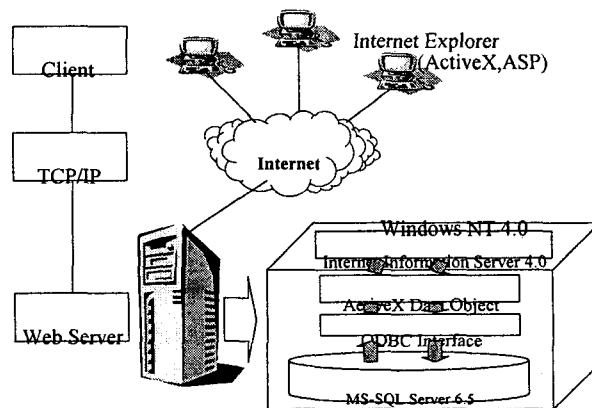 Client
Internet Explorer
(ActiveX,ASP)
TCP/IP
Internet
Web Server
Windows NT 4.0
Internet Information Server 4.0
ActiveX Data Object
ODBC Interface
MS-SQL Server 6.5